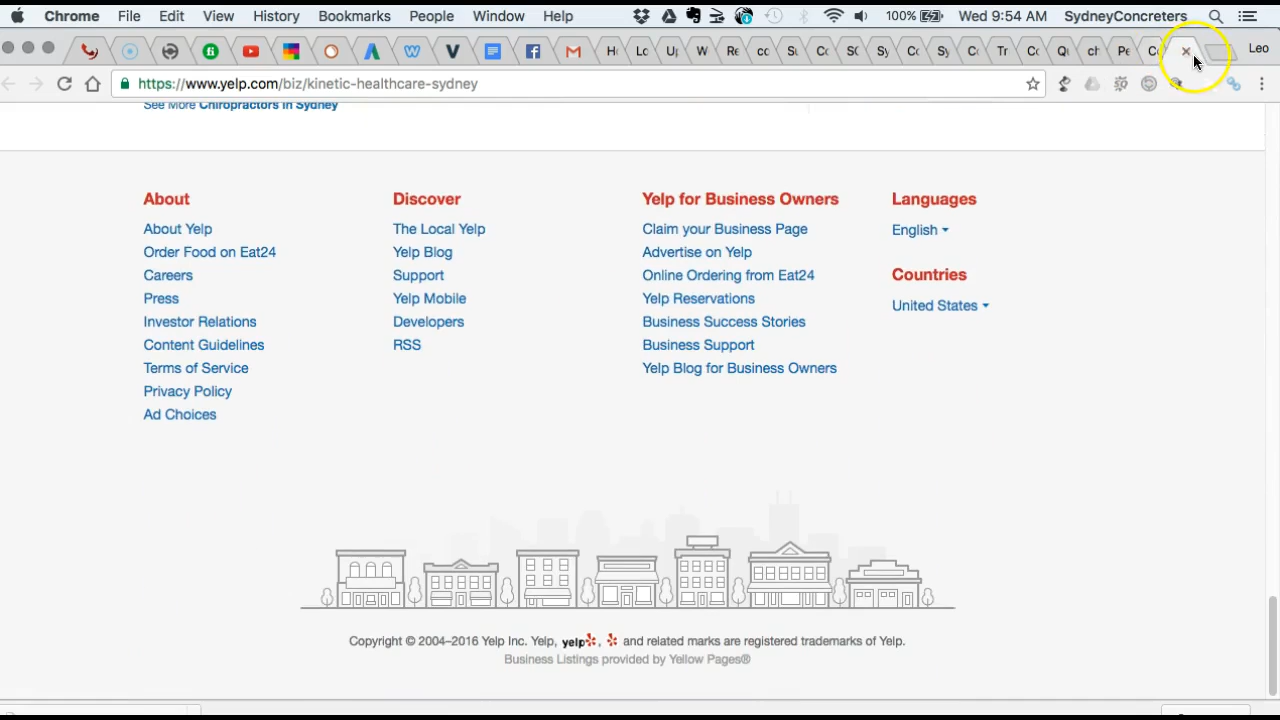 Chrome File Edit View History Bookmarks People Window Help 100% Wed 9:54 AM SydneyConcreters
Leo
https://www.yelp.com/biz/kinetic-healthcare-sydney
See More Chiropractors in Sydney
About
About Yelp
Order Food on Eat24
Careers
Press
Investor Relations
Content Guidelines
Terms of Service
Privacy Policy
Ad Choices
Discover
The Local Yelp
Yelp Blog
Support
Yelp Mobile
Developers
RSS
Yelp for Business Owners
Claim your Business Page
Advertise on Yelp
Online Ordering from Eat24
Yelp Reservations
Business Success Stories
Business Support
Yelp Blog for Business Owners
Languages
English
Countries
United States
Copyright © 2004–2016 Yelp Inc. Yelp, yelp, and related marks are registered trademarks of Yelp.
Business Listings provided by Yellow Pages®